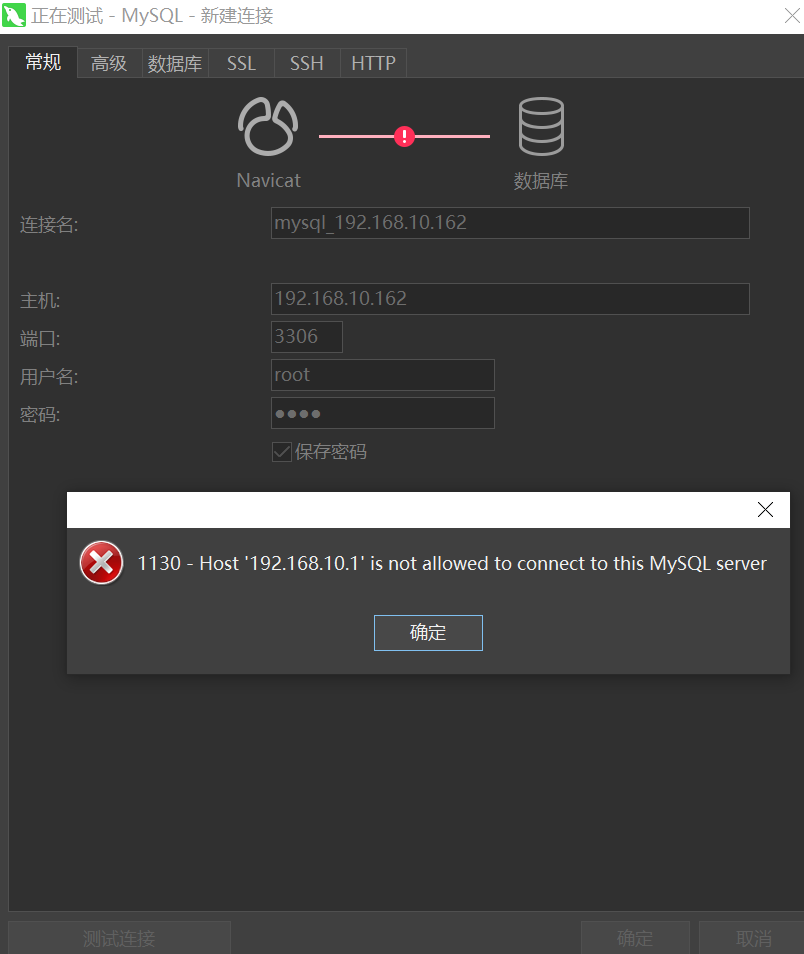 正在测试 - MySQL - 新建连接
常规 高级 数据库 SSL SSH HTTP
Navicat 数据库
连接名: mysql_192.168.10.162
主机: 192.168.10.162
端口: 3306
用户名: root
密码: ●●●●
保存密码
1130 - Host '192.168.10.1' is not allowed to connect to this MySQL server
确定
测试连接 确定 取消